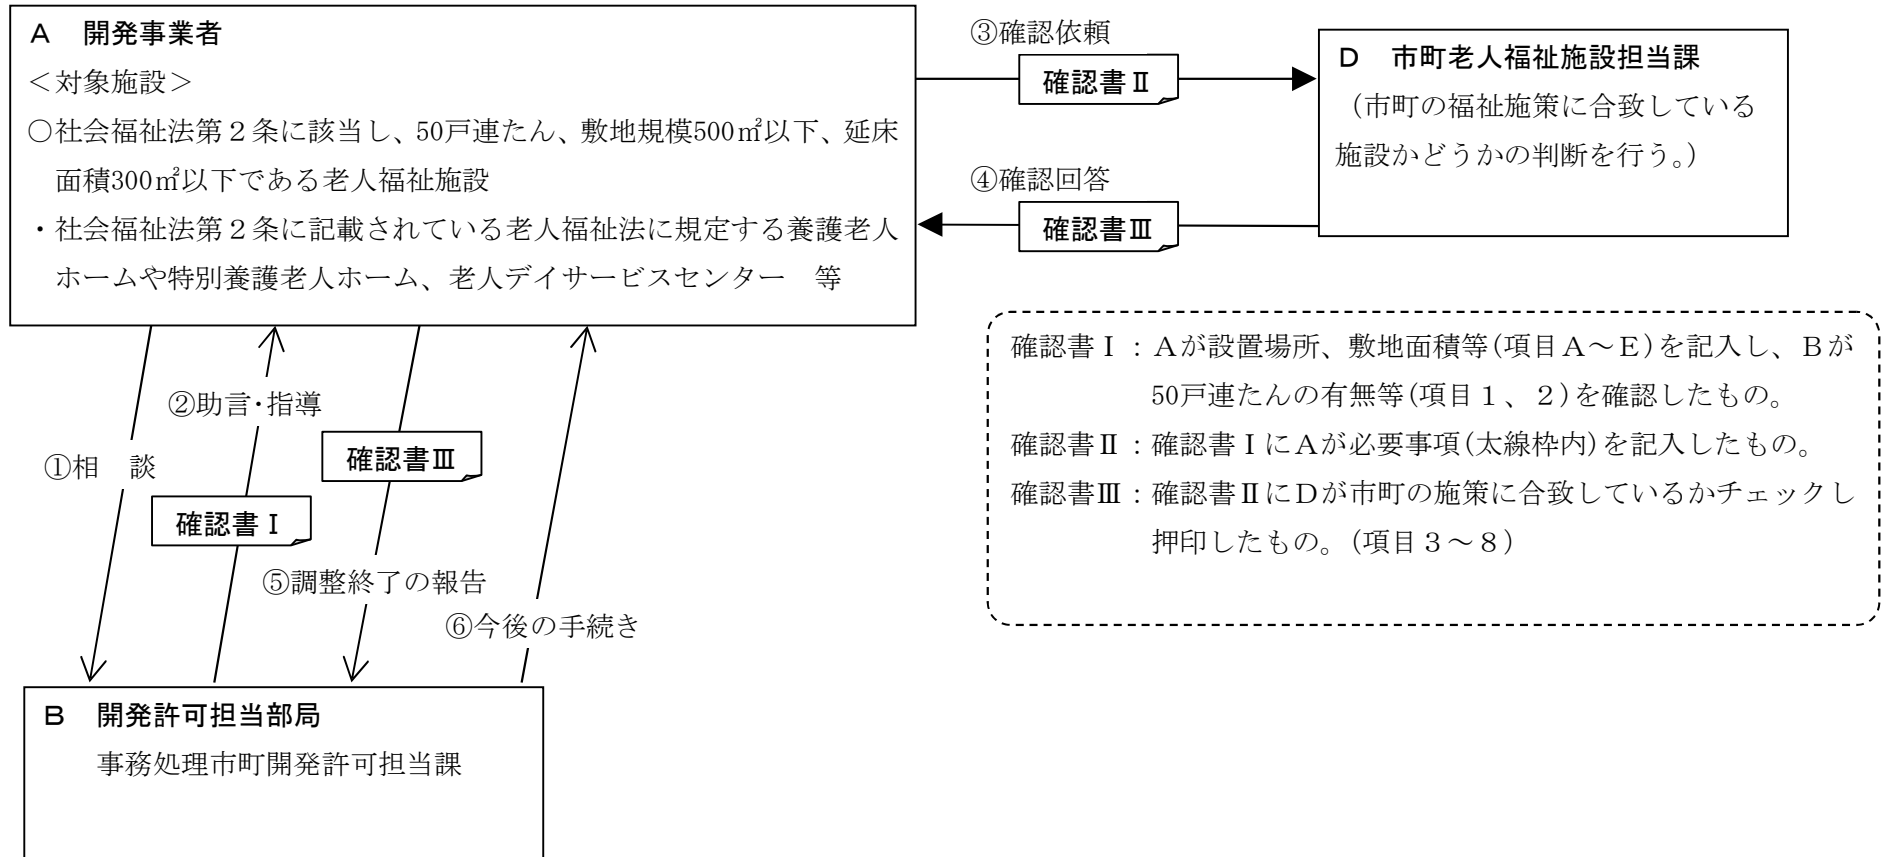 A 開発事業者
＜対象施設＞
○社会福祉法第２条に該当し、50戸連たん、敷地規模500㎡以下、延床
面積300㎡以下である老人福祉施設
・社会福祉法第２条に記載されている老人福祉法に規定する養護老人
ホームや特別養護老人ホーム、老人デイサービスセンター 等
③確認依頼
確認書Ⅱ
④確認回答
確認書Ⅲ
D 市町老人福祉施設担当課
（市町の福祉施策に合致している
施設かどうかの判断を行う。）
確認書Ⅰ：Ａが設置場所、敷地面積等(項目Ａ～Ｅ)を記入し、Ｂが
50戸連たんの有無等(項目１、２)を確認したもの。
確認書Ⅱ：確認書ⅠにＡが必要事項(太線枠内)を記入したもの。
確認書Ⅲ：確認書ⅡにＤが市町の施策に合致しているかチェックし
押印したもの。(項目３～８)
①相 談
②助言・指導
確認書Ⅰ
確認書Ⅲ
⑤調整終了の報告
⑥今後の手続き
B 開発許可担当部局
事務処理市町開発許可担当課